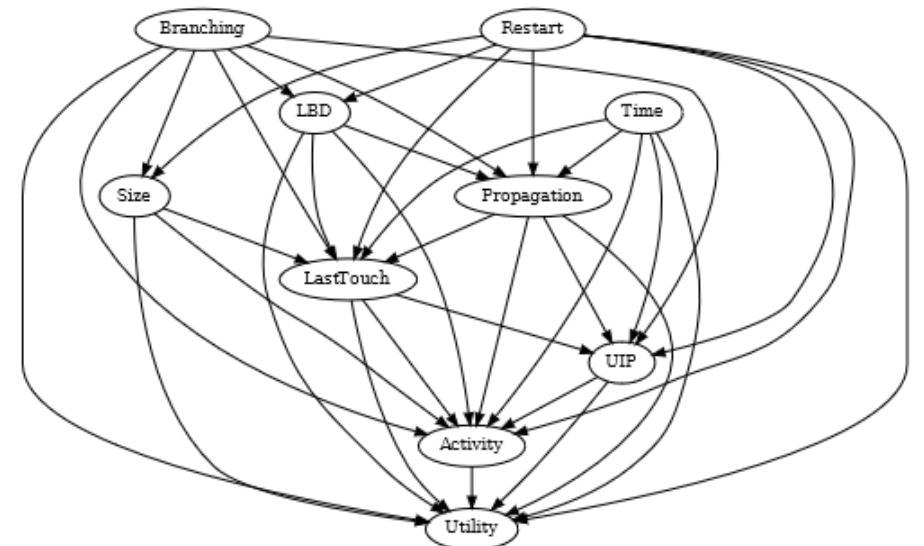 Branching
Restart
LBD
Time
Size
Propagation
LastTouch
UIP
Activity
Utility